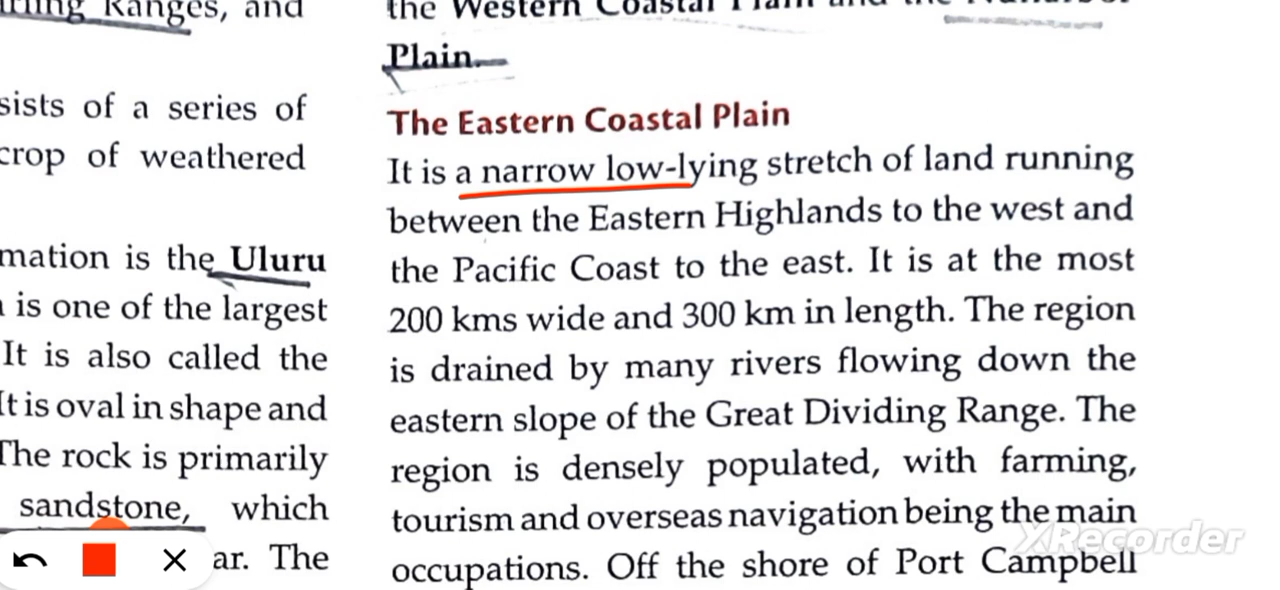 Ranges, and
sists of a series of
crop of weathered
mation is the Uluru
is one of the largest
It is also called the
It is oval in shape and
The rock is primarily
sandstone, which
ar. The
the Western Coastal Plain and the
Plain.
The Eastern Coastal Plain
It is a narrow low-lying stretch of land running
between the Eastern Highlands to the west and
the Pacific Coast to the east. It is at the most
200 kms wide and 300 km in length. The region
is drained by many rivers flowing down the
eastern slope of the Great Dividing Range. The
region is densely populated, with farming,
tourism and overseas navigation being the main
occupations. Off the shore of Port Campbell
XRecorder